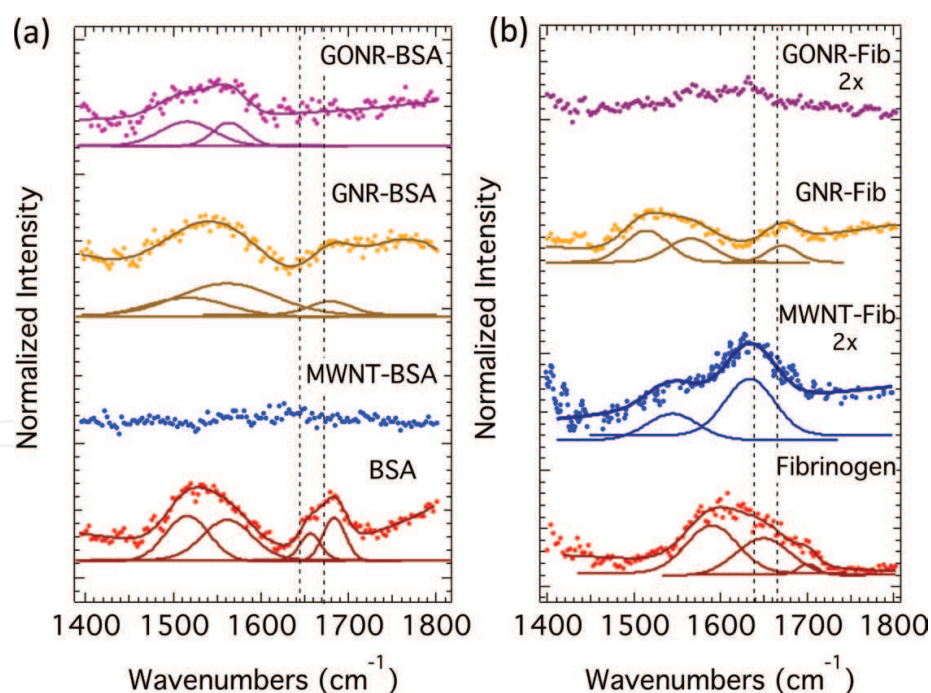 (a)
GONR-BSA
GNR-BSA
MWNT-BSA
BSA
Normalized Intensity
1400 1500 1600 1700 1800
Wavenumbers (cm⁻¹)
(b)
GONR-Fib
2x
GNR-Fib
MWNT-Fib
2x
Fibrinogen
Normalized Intensity
1400 1500 1600 1700 1800
Wavenumbers (cm⁻¹)